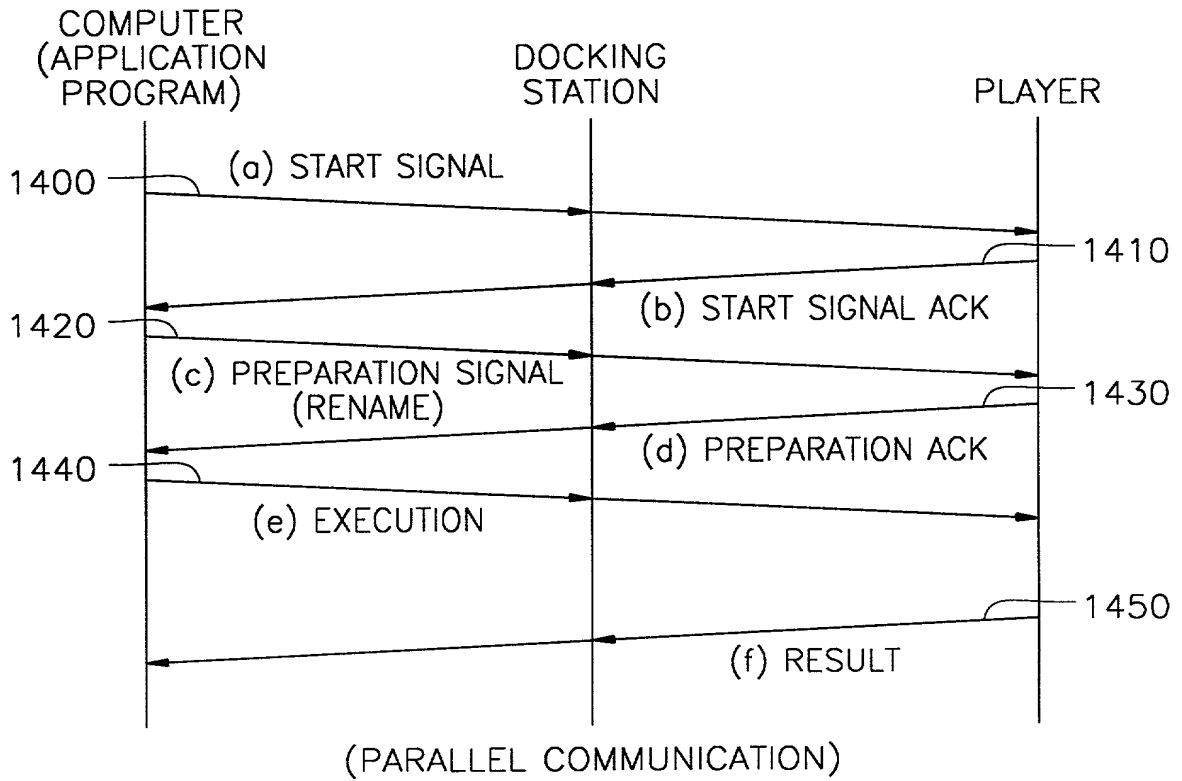 COMPUTER
(APPLICATION
PROGRAM)
DOCKING
STATION
PLAYER
1400
(a) START SIGNAL
1410
(b) START SIGNAL ACK
1420
(c) PREPARATION SIGNAL
(RENAME)
1430
(d) PREPARATION ACK
1440
(e) EXECUTION
1450
(f) RESULT
(PARALLEL COMMUNICATION)